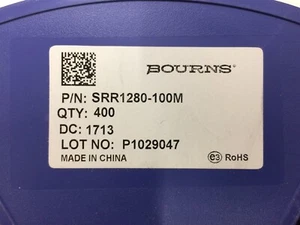 BOURNS®
P/N: SRR1280-100M
QTY: 400
DC: 1713
LOT NO: P1029047
MADE IN CHINA
e3 RoHS